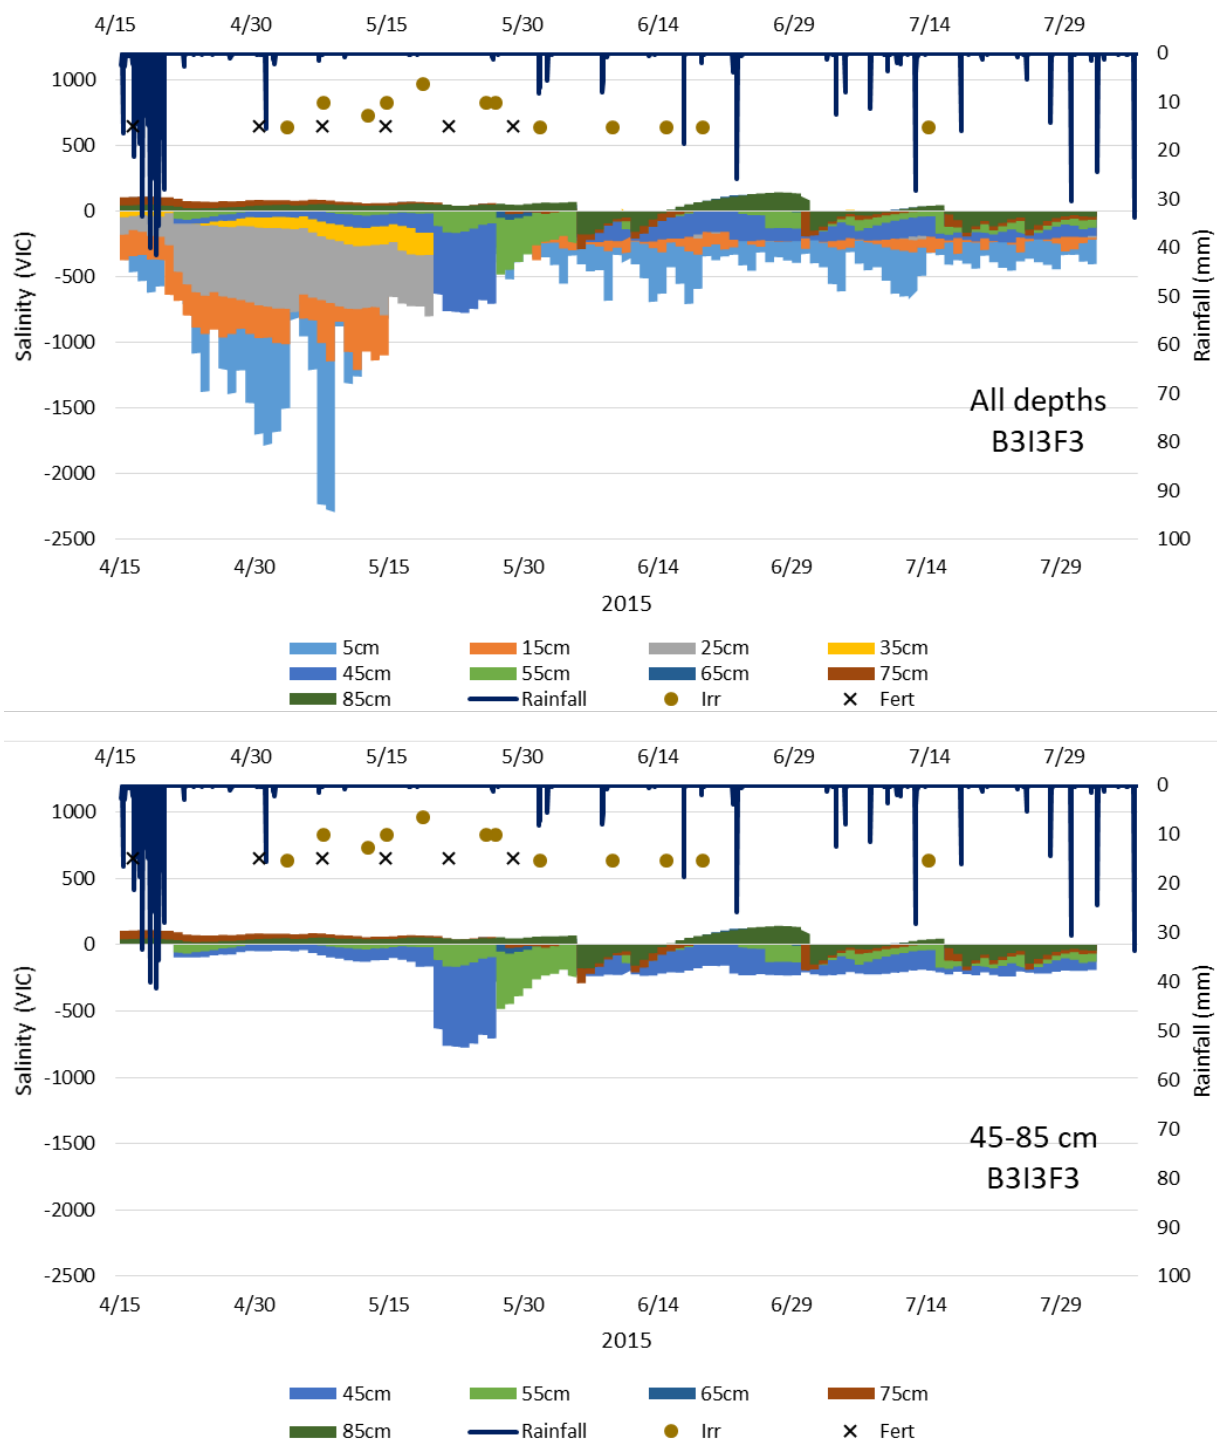 4/15 4/30 5/15 5/30 6/14 6/29 7/14 7/29
1000 0
500 10
0 20
-500 30
-1000 40
-1500 50
-2000 60
-2500 70
80
90
100
Salinity (VIC)
Rainfall (mm)
All depths
B3I3F3
4/15 4/30 5/15 5/30 6/14 6/29 7/14 7/29
2015
5cm 15cm 25cm 35cm
45cm 55cm 65cm 75cm
85cm Rainfall Irr Fert
4/15 4/30 5/15 5/30 6/14 6/29 7/14 7/29
1000 0
500 10
0 20
-500 30
-1000 40
-1500 50
-2000 60
-2500 70
80
90
100
Salinity (VIC)
Rainfall (mm)
45-85 cm
B3I3F3
4/15 4/30 5/15 5/30 6/14 6/29 7/14 7/29
2015
45cm 55cm 65cm 75cm
85cm Rainfall Irr Fert